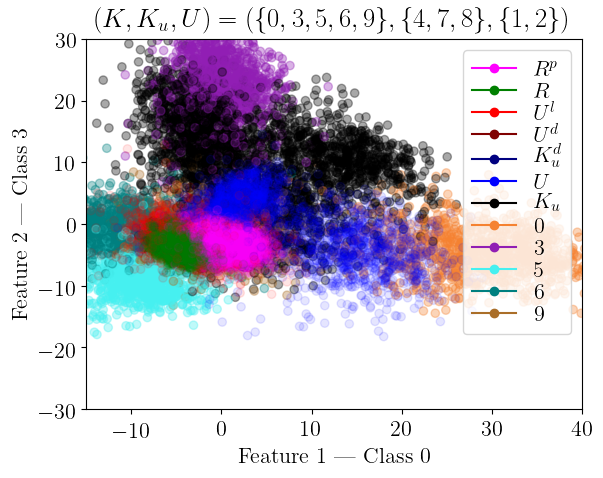 (K, K_u, U) = ({0, 3, 5, 6, 9}, {4, 7, 8}, {1, 2})
30
20
10
0
−10
−20
−30
Feature 2 — Class 3
R^p
R
U^l
U^d
K_u^d
U
K_u
0
3
5
6
9
−10
0
10
20
30
40
Feature 1 — Class 0